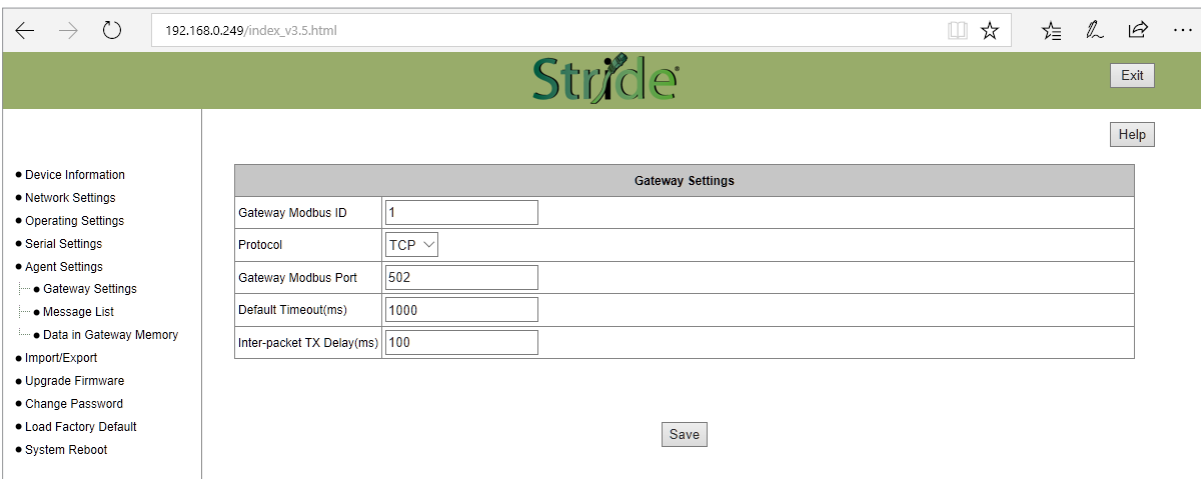 192.168.0.249/index_v3.5.html
Stride
Exit
Help
Device Information
Network Settings
Operating Settings
Serial Settings
Agent Settings
Gateway Settings
Message List
Data in Gateway Memory
Import/Export
Upgrade Firmware
Change Password
Load Factory Default
System Reboot
Gateway Settings
Gateway Modbus ID 1
Protocol TCP
Gateway Modbus Port 502
Default Timeout(ms) 1000
Inter-packet TX Delay(ms) 100
Save